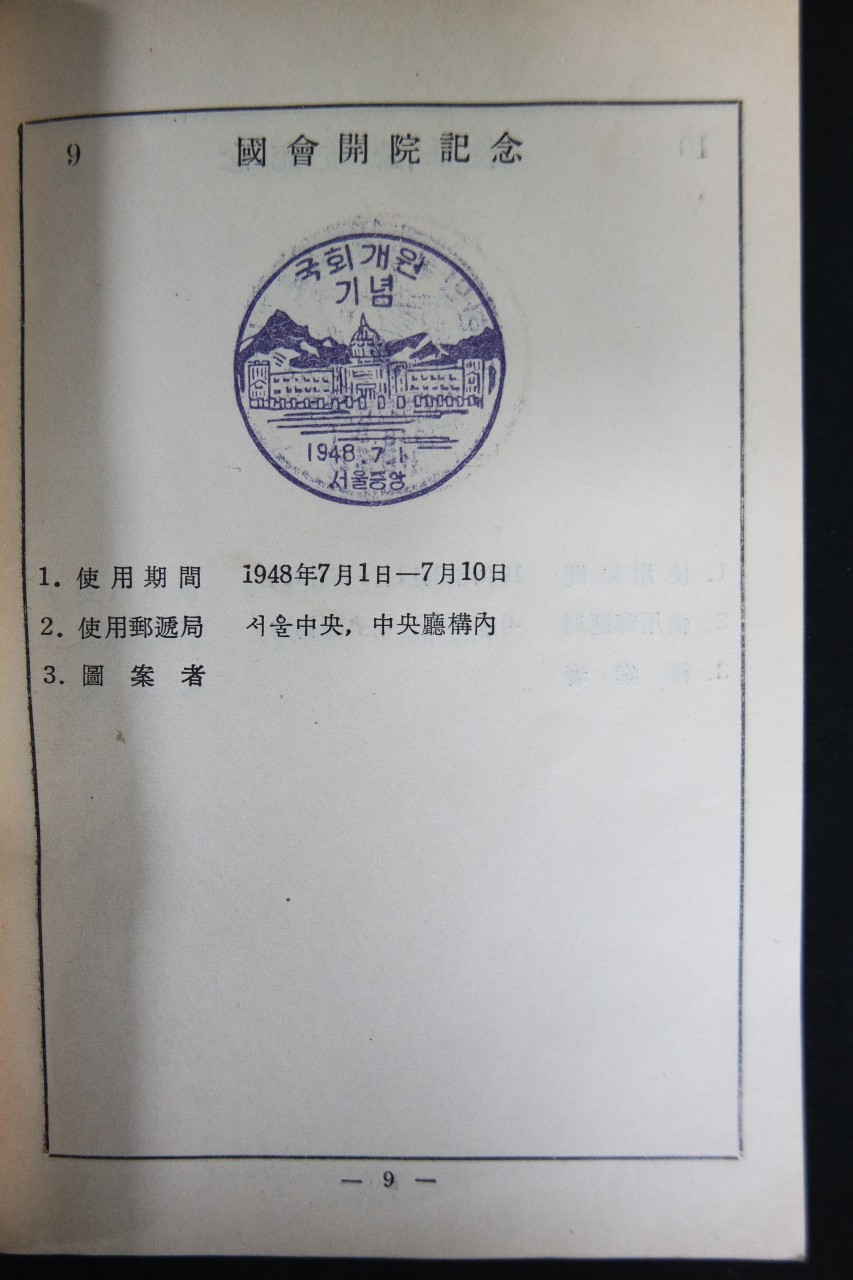 9 國會開院記念
국회개원
기념
1948.7.1
서울중앙
1. 使用期間 1948年7月1日—7月10日
2. 使用郵遞局 서울中央, 中央廳構內
3. 圖案者
— 9 —